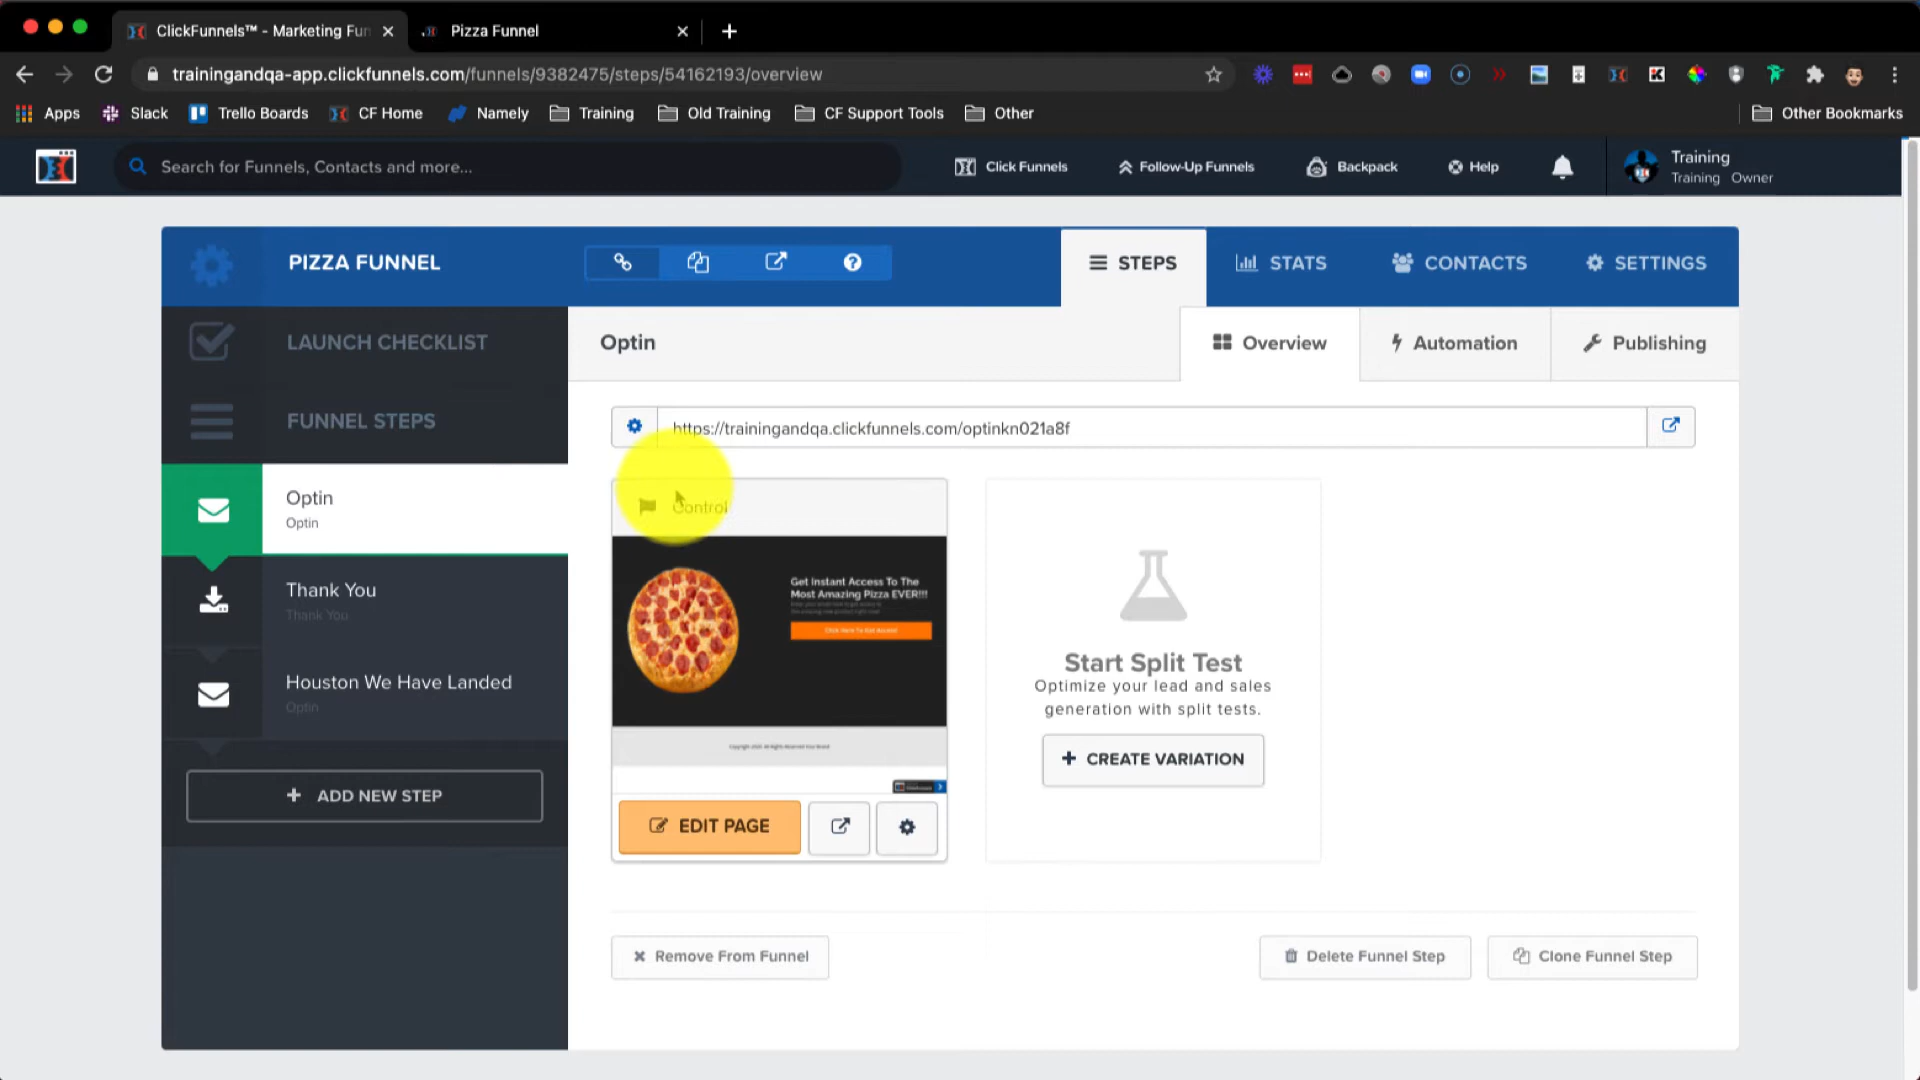 ClickFunnels™ - Marketing Fun
Pizza Funnel
trainingandqa-app.clickfunnels.com/funnels/9382475/steps/54162193/overview
Apps
Slack
Trello Boards
CF Home
Namely
Training
Old Training
CF Support Tools
Other
Other Bookmarks
Search for Funnels, Contacts and more...
Click Funnels
Follow-Up Funnels
Backpack
Help
Training
Training Owner
PIZZA FUNNEL
STEPS
STATS
CONTACTS
SETTINGS
LAUNCH CHECKLIST
FUNNEL STEPS
Optin
Optin
Thank You
Thank You
Houston We Have Landed
Optin
+ ADD NEW STEP
Optin
Overview
Automation
Publishing
https://trainingandqa.clickfunnels.com/optinkn021a8f
Control
Get Instant Access To The
Most Amazing Pizza EVER!!!
EDIT PAGE
Start Split Test
Optimize your lead and sales
generation with split tests.
+ CREATE VARIATION
Remove From Funnel
Delete Funnel Step
Clone Funnel Step